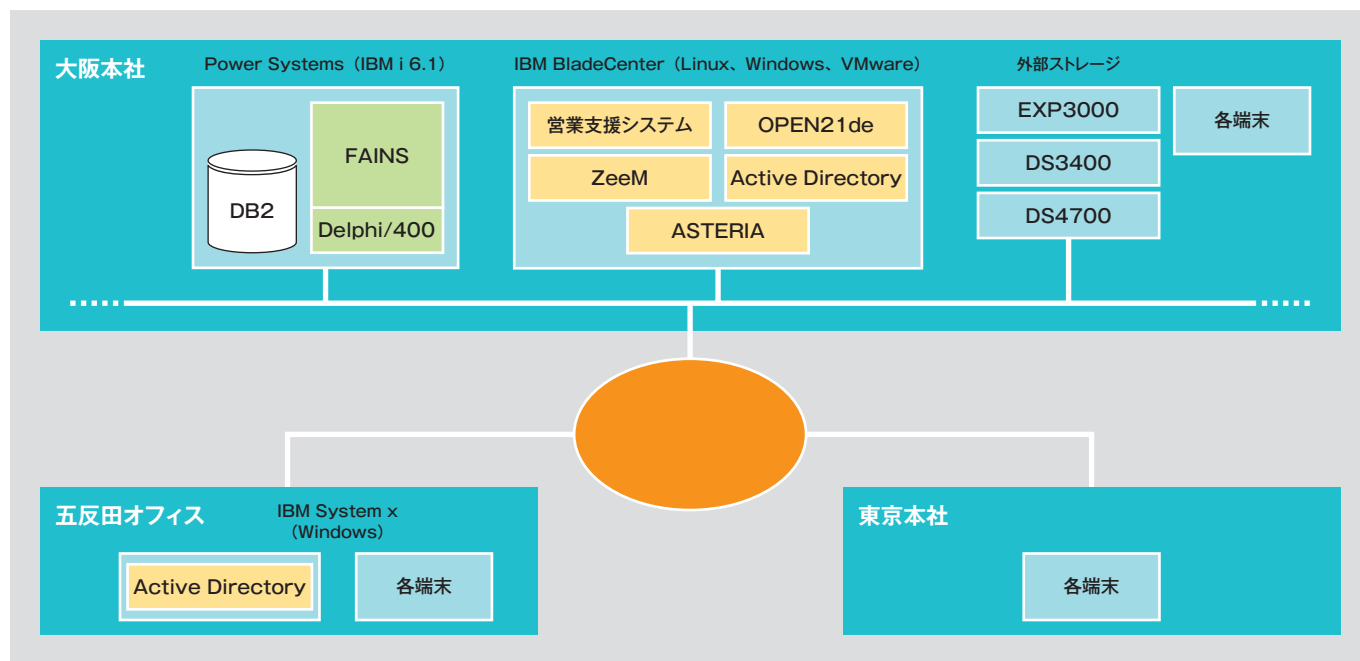 大阪本社
Power Systems（IBM i 6.1）
IBM BladeCenter（Linux、Windows、VMware）
外部ストレージ
DB2
FAINS
Delphi/400
営業支援システム
OPEN21de
ZeeM
Active Directory
ASTERIA
EXP3000
DS3400
DS4700
各端末
五反田オフィス
IBM System x
（Windows）
Active Directory
各端末
東京本社
各端末